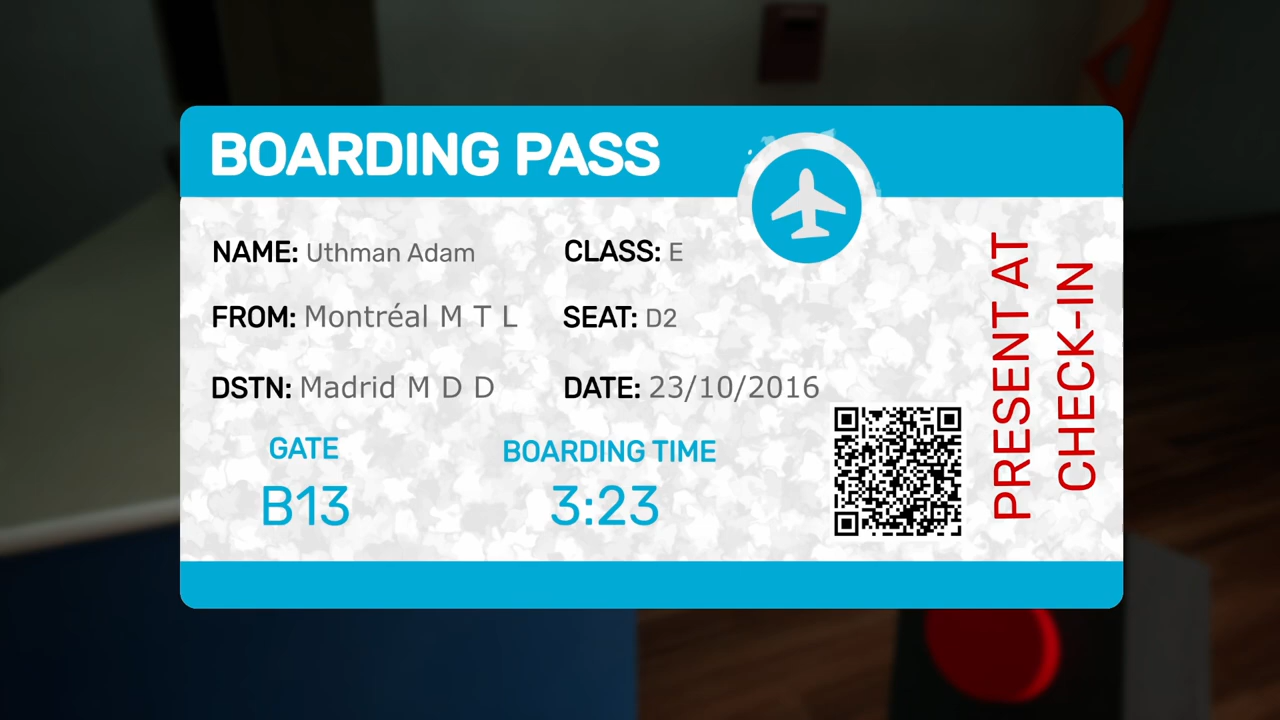 BOARDING PASS
NAME: Uthman Adam
CLASS: E
FROM: Montréal M T L
SEAT: D2
DSTN: Madrid M D D
DATE: 23/10/2016
GATE
BOARDING TIME
B13
3:23
PRESENT AT
CHECK-IN